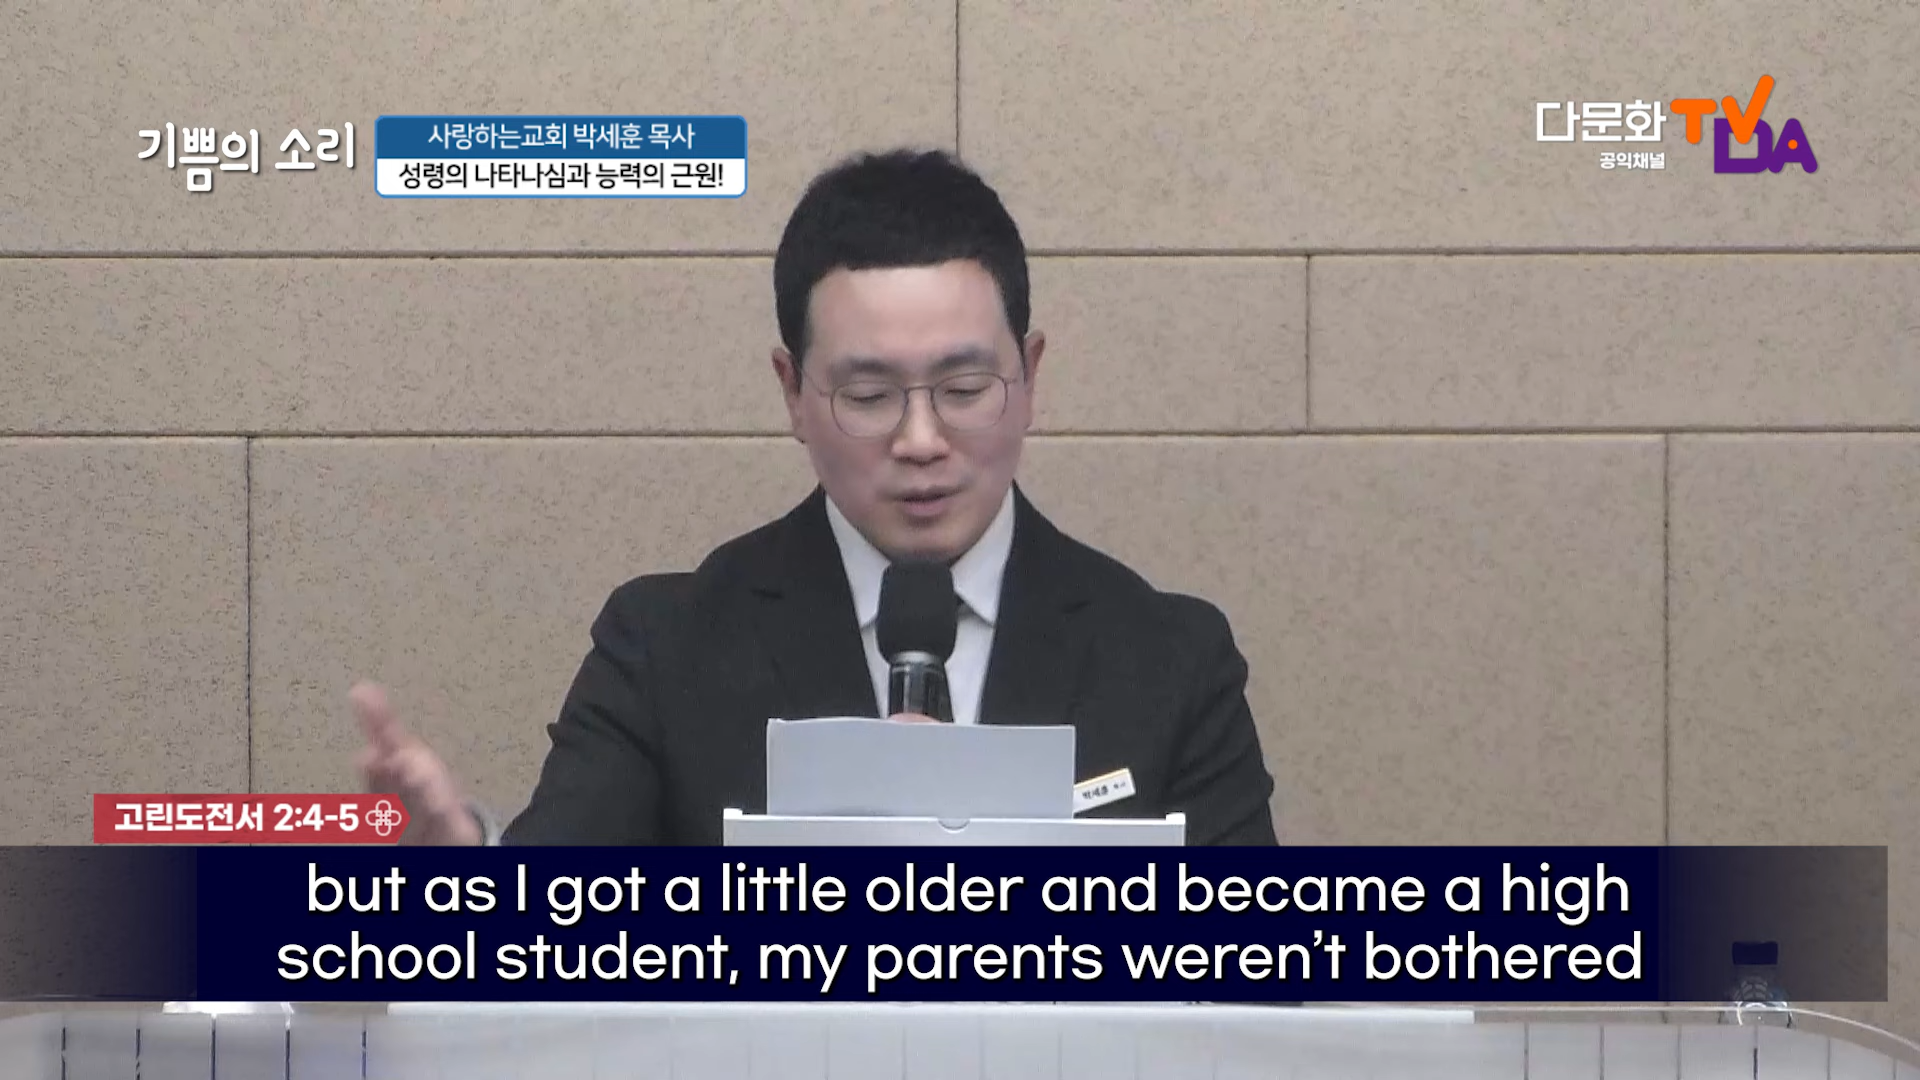 기쁨의 소리
사랑하는교회 박세훈 목사
성령의 나타나심과 능력의 근원!
다문화 TV
DA
공익채널
박세훈
고린도전서 2:4-5
but as I got a little older and became a high
school student, my parents weren't bothered